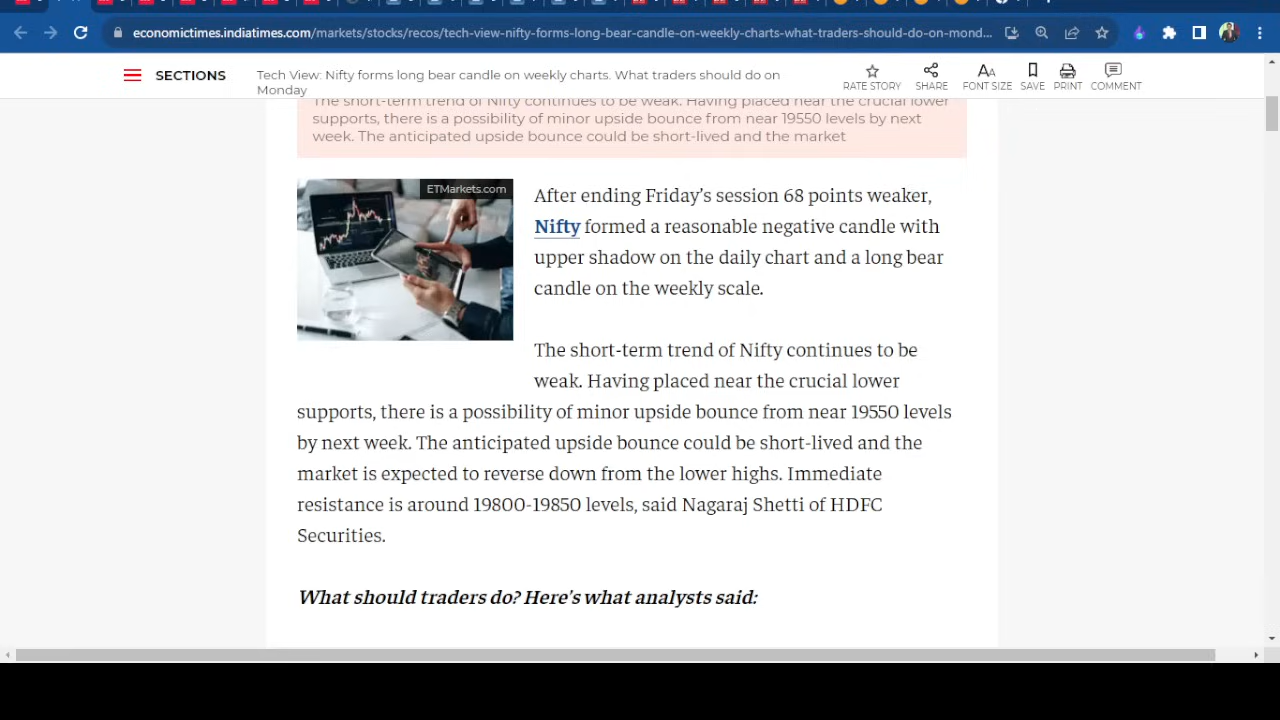 economictimes.indiatimes.com/markets/stocks/recos/tech-view-nifty-forms-long-bear-candle-on-weekly-charts-what-traders-should-do-on-mond...
SECTIONS
Tech View: Nifty forms long bear candle on weekly charts. What traders should do on
Monday
RATE STORY
SHARE
FONT SIZE
SAVE
PRINT
COMMENT
The short-term trend of Nifty continues to be weak. Having placed near the crucial lower
supports, there is a possibility of minor upside bounce from near 19550 levels by next
week. The anticipated upside bounce could be short-lived and the market
ETMarkets.com
After ending Friday’s session 68 points weaker,
Nifty formed a reasonable negative candle with
upper shadow on the daily chart and a long bear
candle on the weekly scale.
The short-term trend of Nifty continues to be
weak. Having placed near the crucial lower
supports, there is a possibility of minor upside bounce from near 19550 levels
by next week. The anticipated upside bounce could be short-lived and the
market is expected to reverse down from the lower highs. Immediate
resistance is around 19800-19850 levels, said Nagaraj Shetti of HDFC
Securities.
What should traders do? Here’s what analysts said: